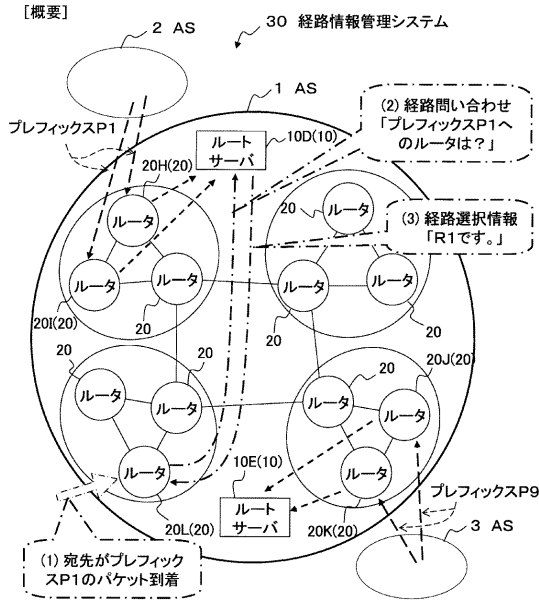 [概要]
2 AS
30 経路情報管理システム
1 AS
プレフィックスP1
(2) 経路問い合わせ
「プレフィックスP1へ
のルータは？」
ルート
サーバ
10D(10)
20H(20)
ルータ
20
ルータ
(3) 経路選択情報
「R1です。」
ルータ
ルータ
ルータ
ルータ
20I(20)
20
20
20
20
20
20
20J(20)
ルータ
ルータ
ルータ
ルータ
ルータ
ルータ
10E(10)
ルート
サーバ
20L(20)
20K(20)
プレフィックスP9
3 AS
(1) 宛先がプレフィック
スP1のパケット到着